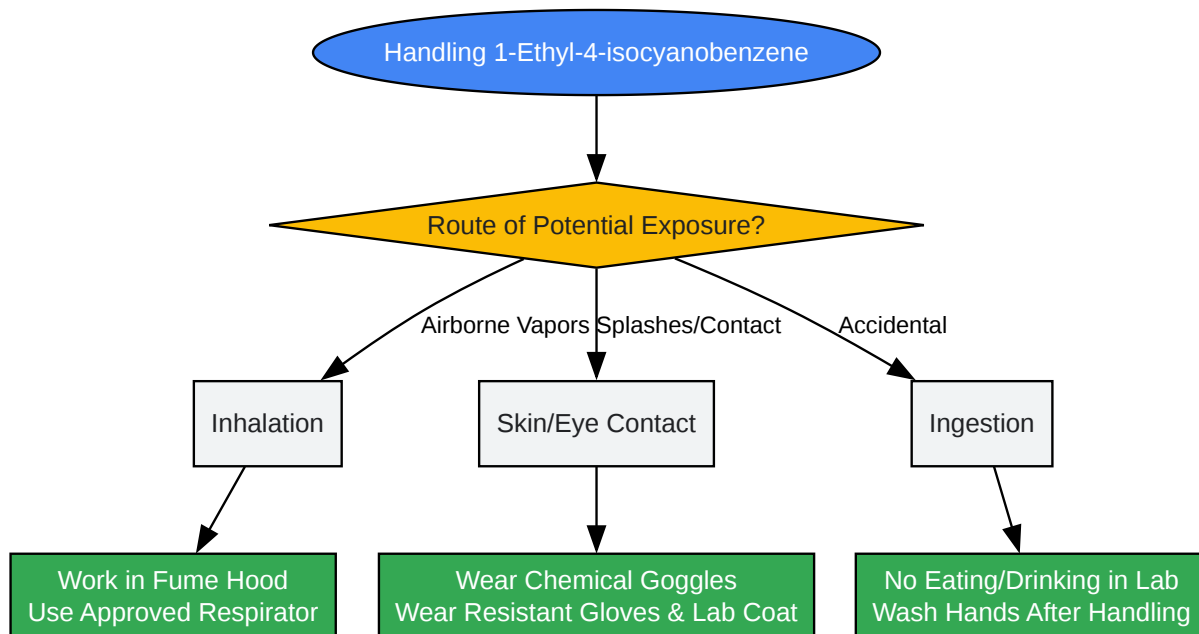 Handling 1-Ethyl-4-isocyanobenzene
Route of Potential Exposure?
Airborne Vapors
Splashes/Contact
Accidental
Inhalation
Skin/Eye Contact
Ingestion
Work in Fume Hood
Use Approved Respirator
Wear Chemical Goggles
Wear Resistant Gloves & Lab Coat
No Eating/Drinking in Lab
Wash Hands After Handling